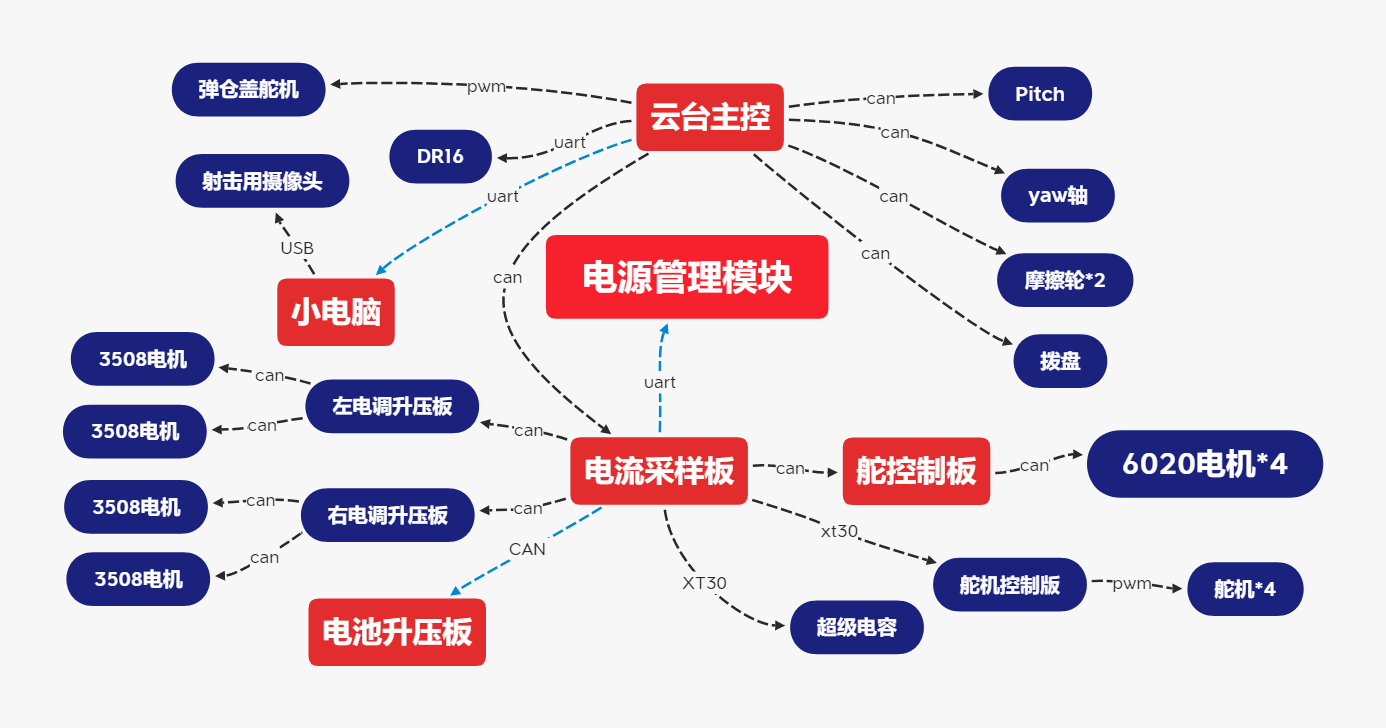 弹仓盖舵机
pwm
云台主控
can
Pitch
DR16
uart
can
yaw轴
射击用摄像头
uart
can
USB
can
can
摩擦轮*2
小电脑
电源管理模块
拨盘
3508电机
can
uart
左电调升压板
3508电机
can
can
电流采样板
can
舵控制板
can
6020电机*4
3508电机
can
右电调升压板
can
xt30
CAN
can
3508电机
XT30
舵机控制版
pwm
舵机*4
电池升压板
超级电容